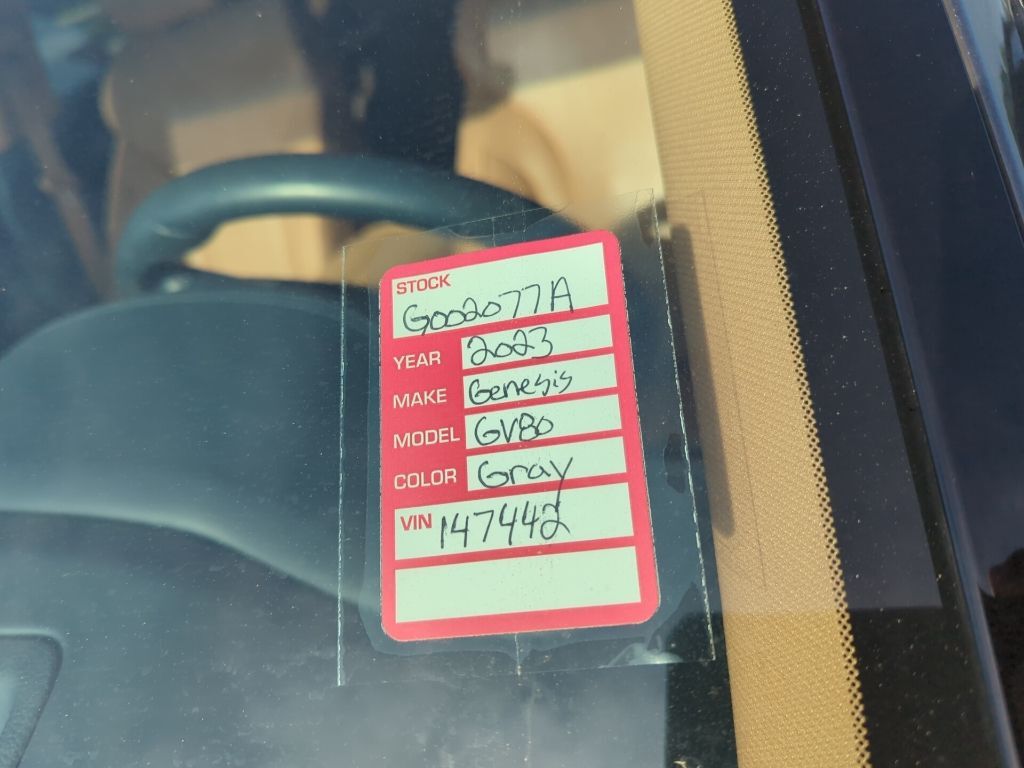 STOCK
G002077A
YEAR 2023
MAKE Genesis
MODEL GV80
COLOR Gray
VIN 147442